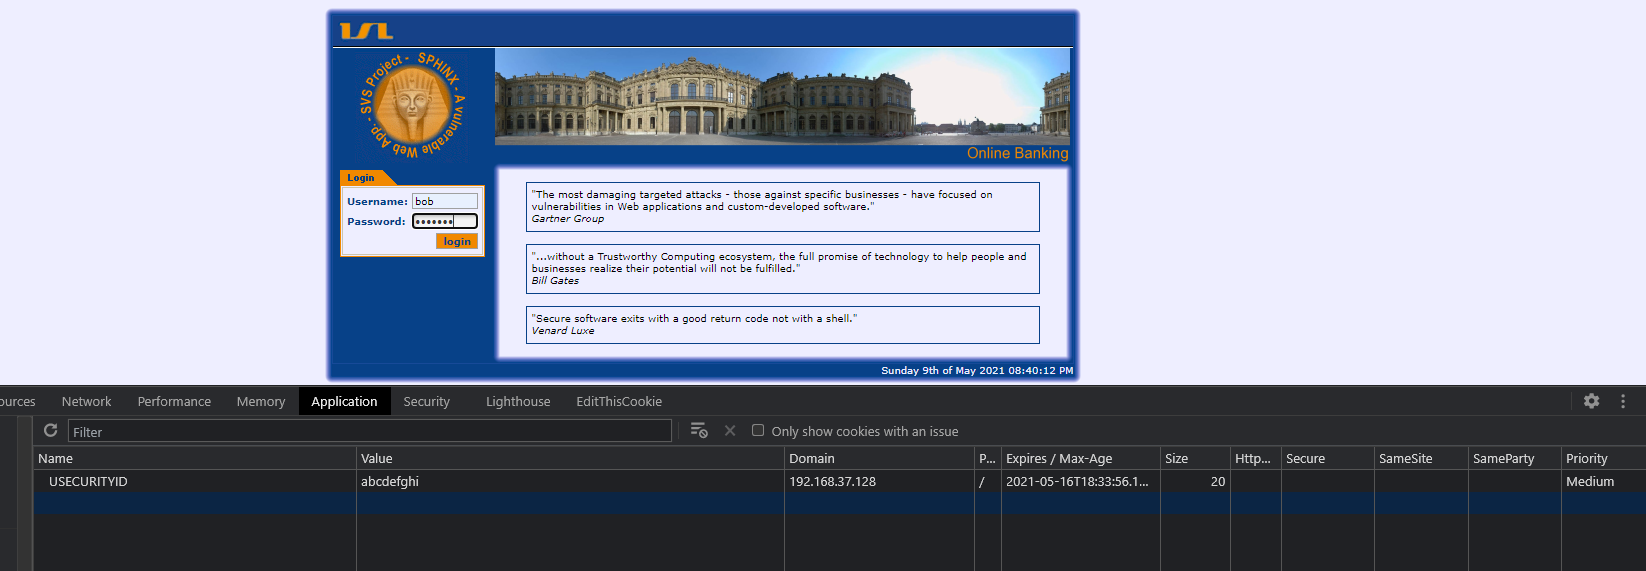 ISL
SVS Project - SPHINX - A vulnerable Web App. -
Online Banking
Login
Username: bob
Password: •••••••
login
"The most damaging targeted attacks - those against specific businesses - have focused on
vulnerabilities in Web applications and custom-developed software."
Gartner Group
"...without a Trustworthy Computing ecosystem, the full promise of technology to help people and
businesses realize their potential will not be fulfilled."
Bill Gates
"Secure software exits with a good return code not with a shell."
Venard Luxe
Sunday 9th of May 2021 08:40:12 PM
ources Network Performance Memory Application Security Lighthouse EditThisCookie
Filter Only show cookies with an issue
Name Value Domain P... Expires / Max-Age Size Http... Secure SameSite SameParty Priority
USECURITYID abcdefghi 192.168.37.128 / 2021-05-16T18:33:56.1... 20 Medium